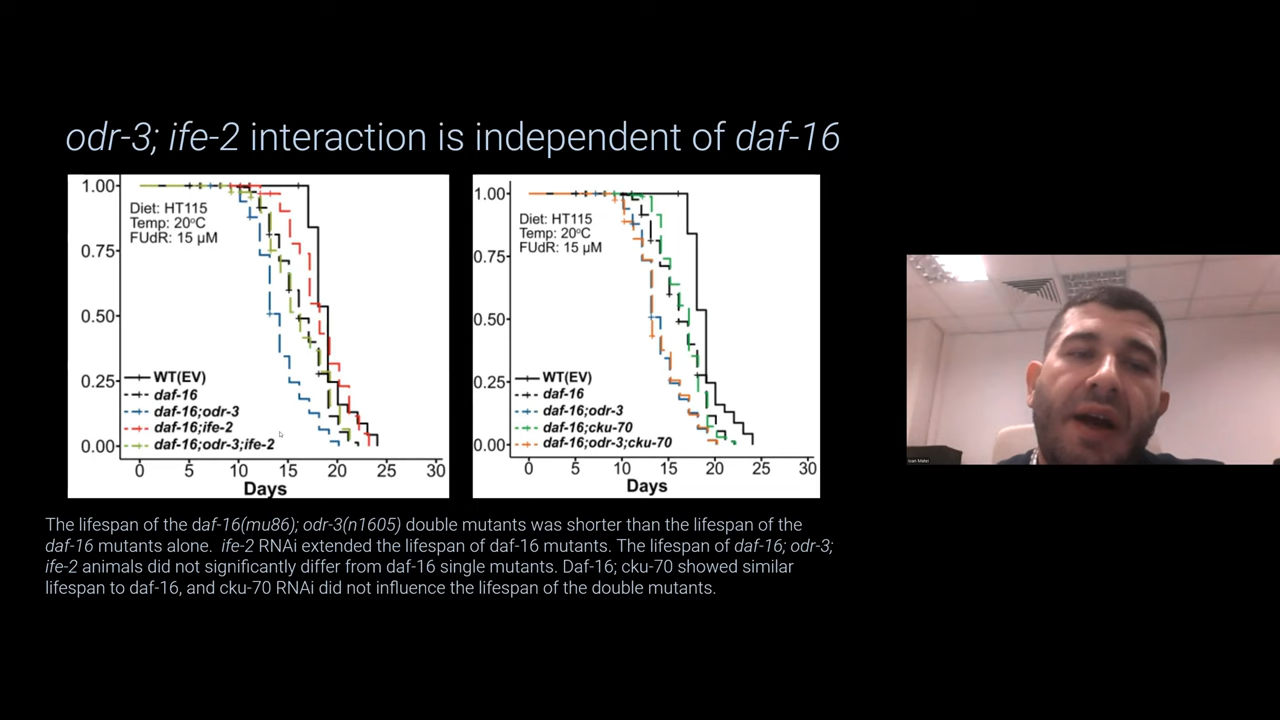 odr-3; ife-2 interaction is independent of daf-16
1.00
0.75
0.50
0.25
0.00
Diet: HT115
Temp: 20°C
FUdR: 15 µM
WT(EV)
daf-16
daf-16;odr-3
daf-16;ife-2
daf-16;odr-3;ife-2
0 5 10 15 20 25 30
Days
1.00
0.75
0.50
0.25
0.00
Diet: HT115
Temp: 20°C
FUdR: 15 µM
WT(EV)
daf-16
daf-16;odr-3
daf-16;cku-70
daf-16;odr-3;cku-70
0 5 10 15 20 25 30
Days
The lifespan of the daf-16(mu86); odr-3(n1605) double mutants was shorter than the lifespan of the
daf-16 mutants alone. ife-2 RNAi extended the lifespan of daf-16 mutants. The lifespan of daf-16; odr-3;
ife-2 animals did not significantly differ from daf-16 single mutants. Daf-16; cku-70 showed similar
lifespan to daf-16, and cku-70 RNAi did not influence the lifespan of the double mutants.